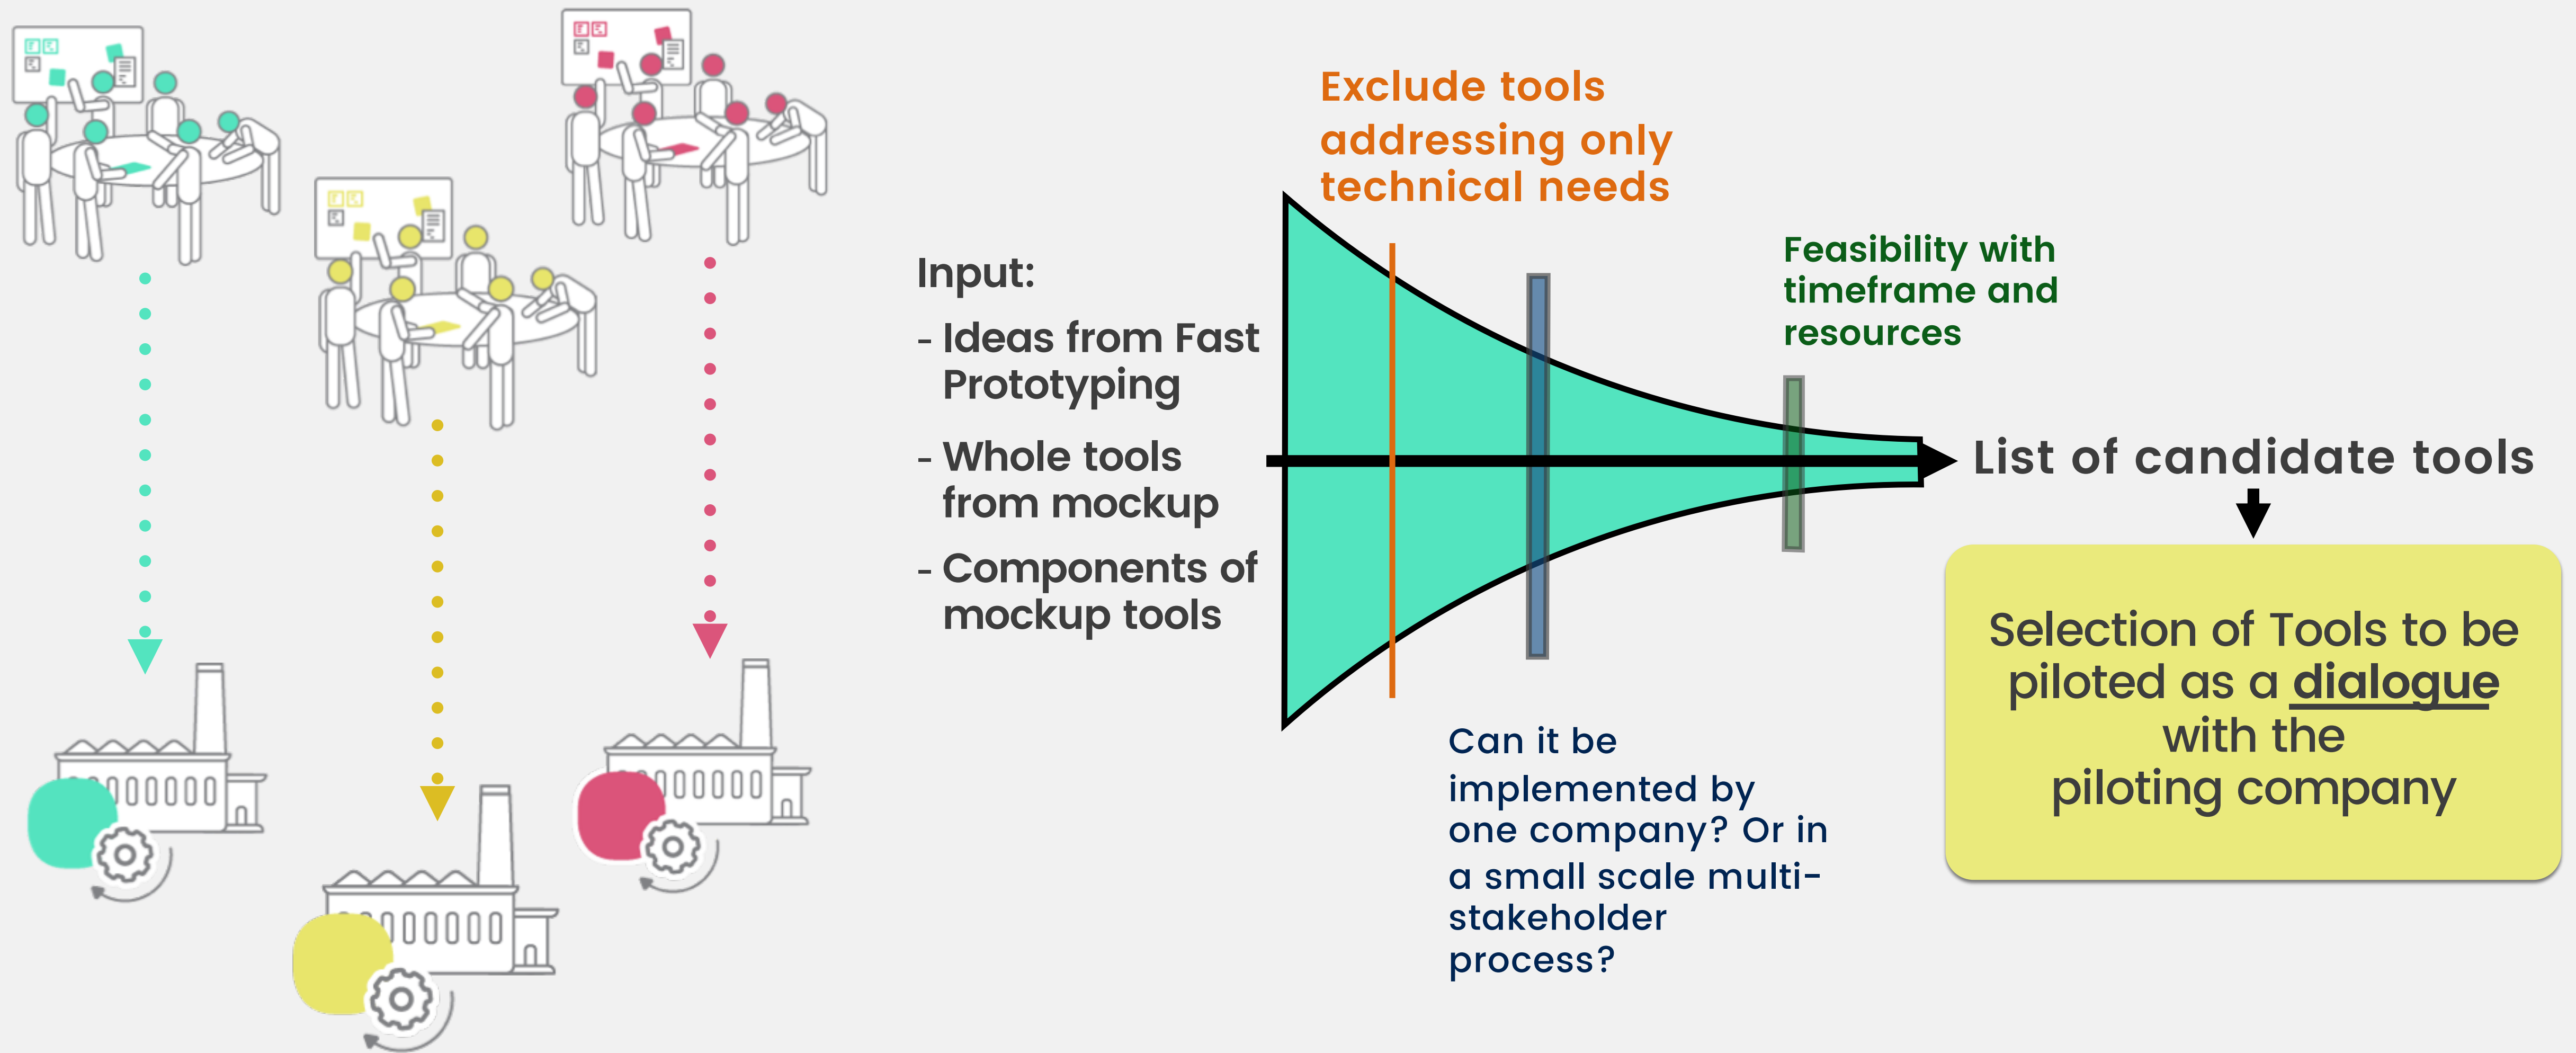 Input:
- Ideas from Fast
Prototyping
- Whole tools
from mockup
- Components of
mockup tools
Exclude tools
addressing only
technical needs
Can it be
implemented by
one company? Or in
a small scale multi-
stakeholder
process?
Feasibility with
timeframe and
resources
List of candidate tools
Selection of Tools to be
piloted as a dialogue
with the
piloting company